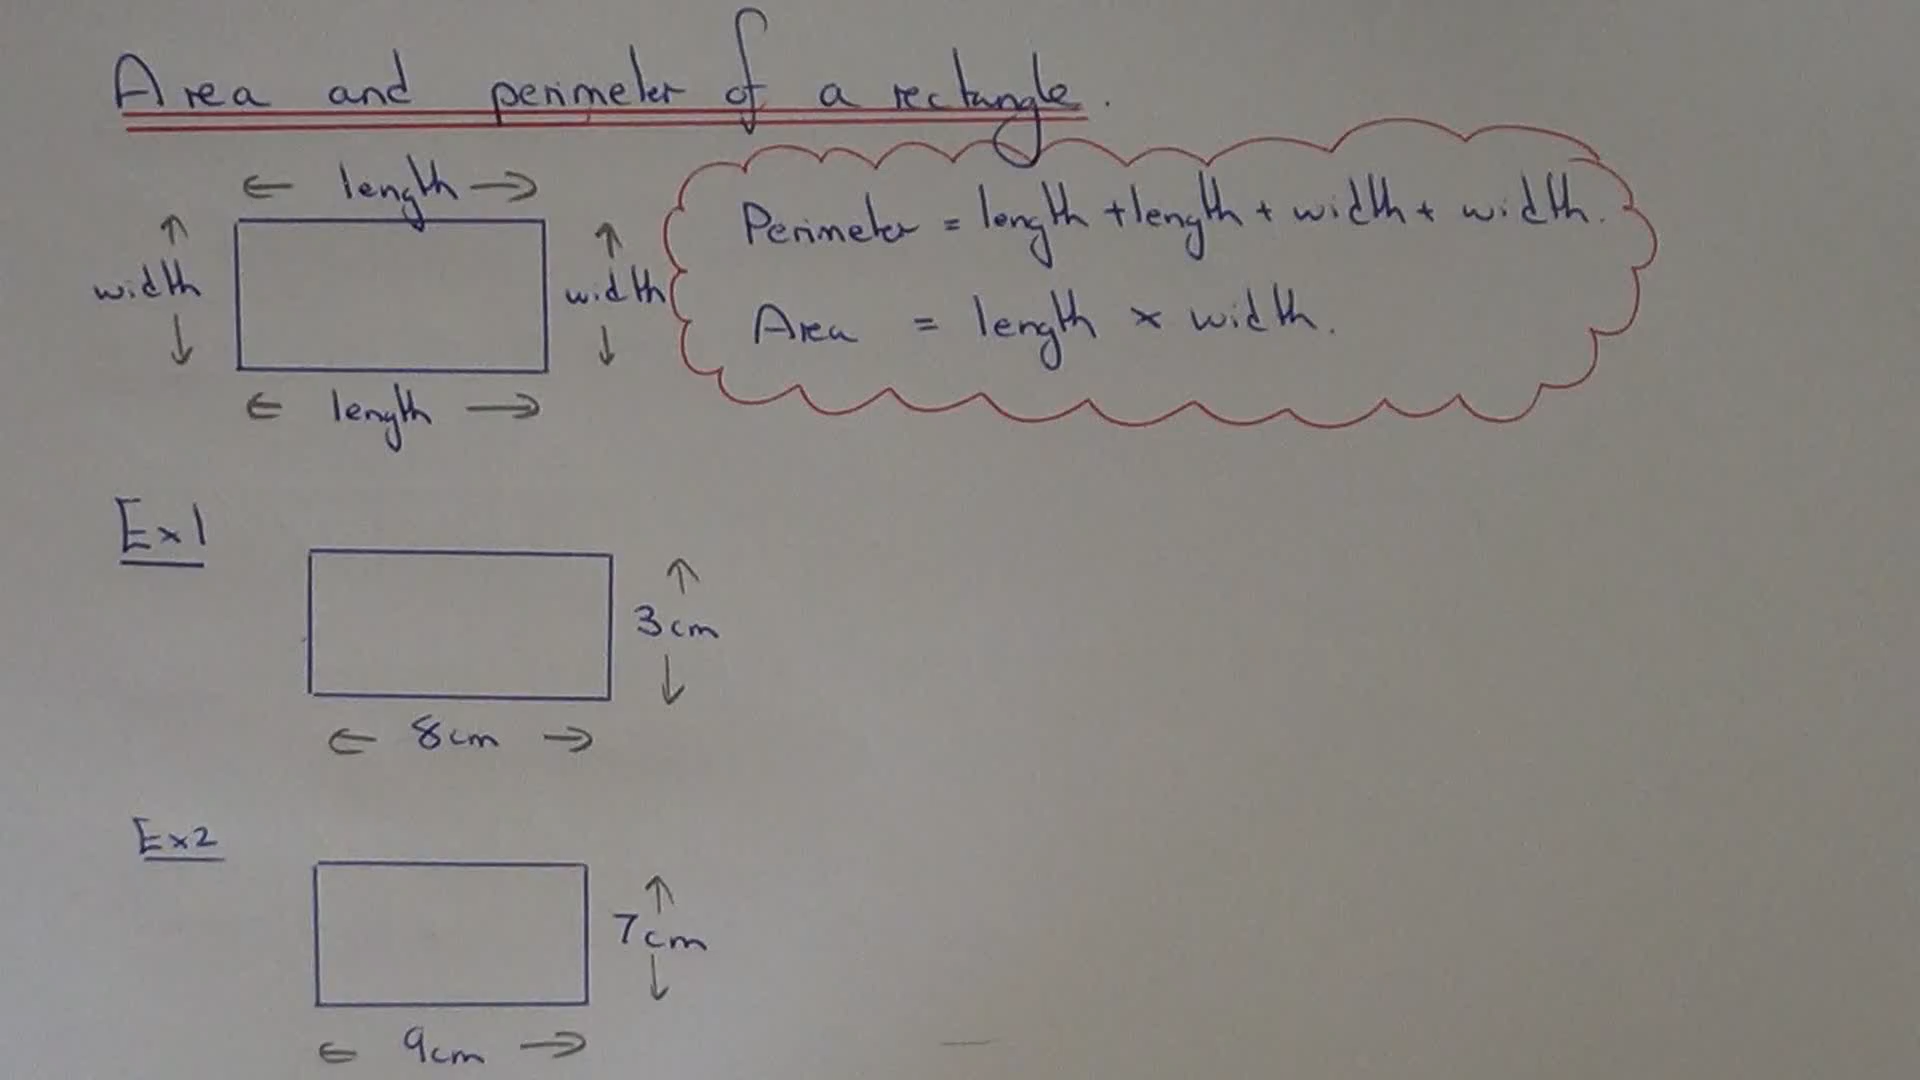 Area and perimeter of a rectangle.
length
width
width
length
Perimeter = length + length + width + width.
Area = length × width.
Ex1
3cm
8cm
Ex2
7cm
9cm